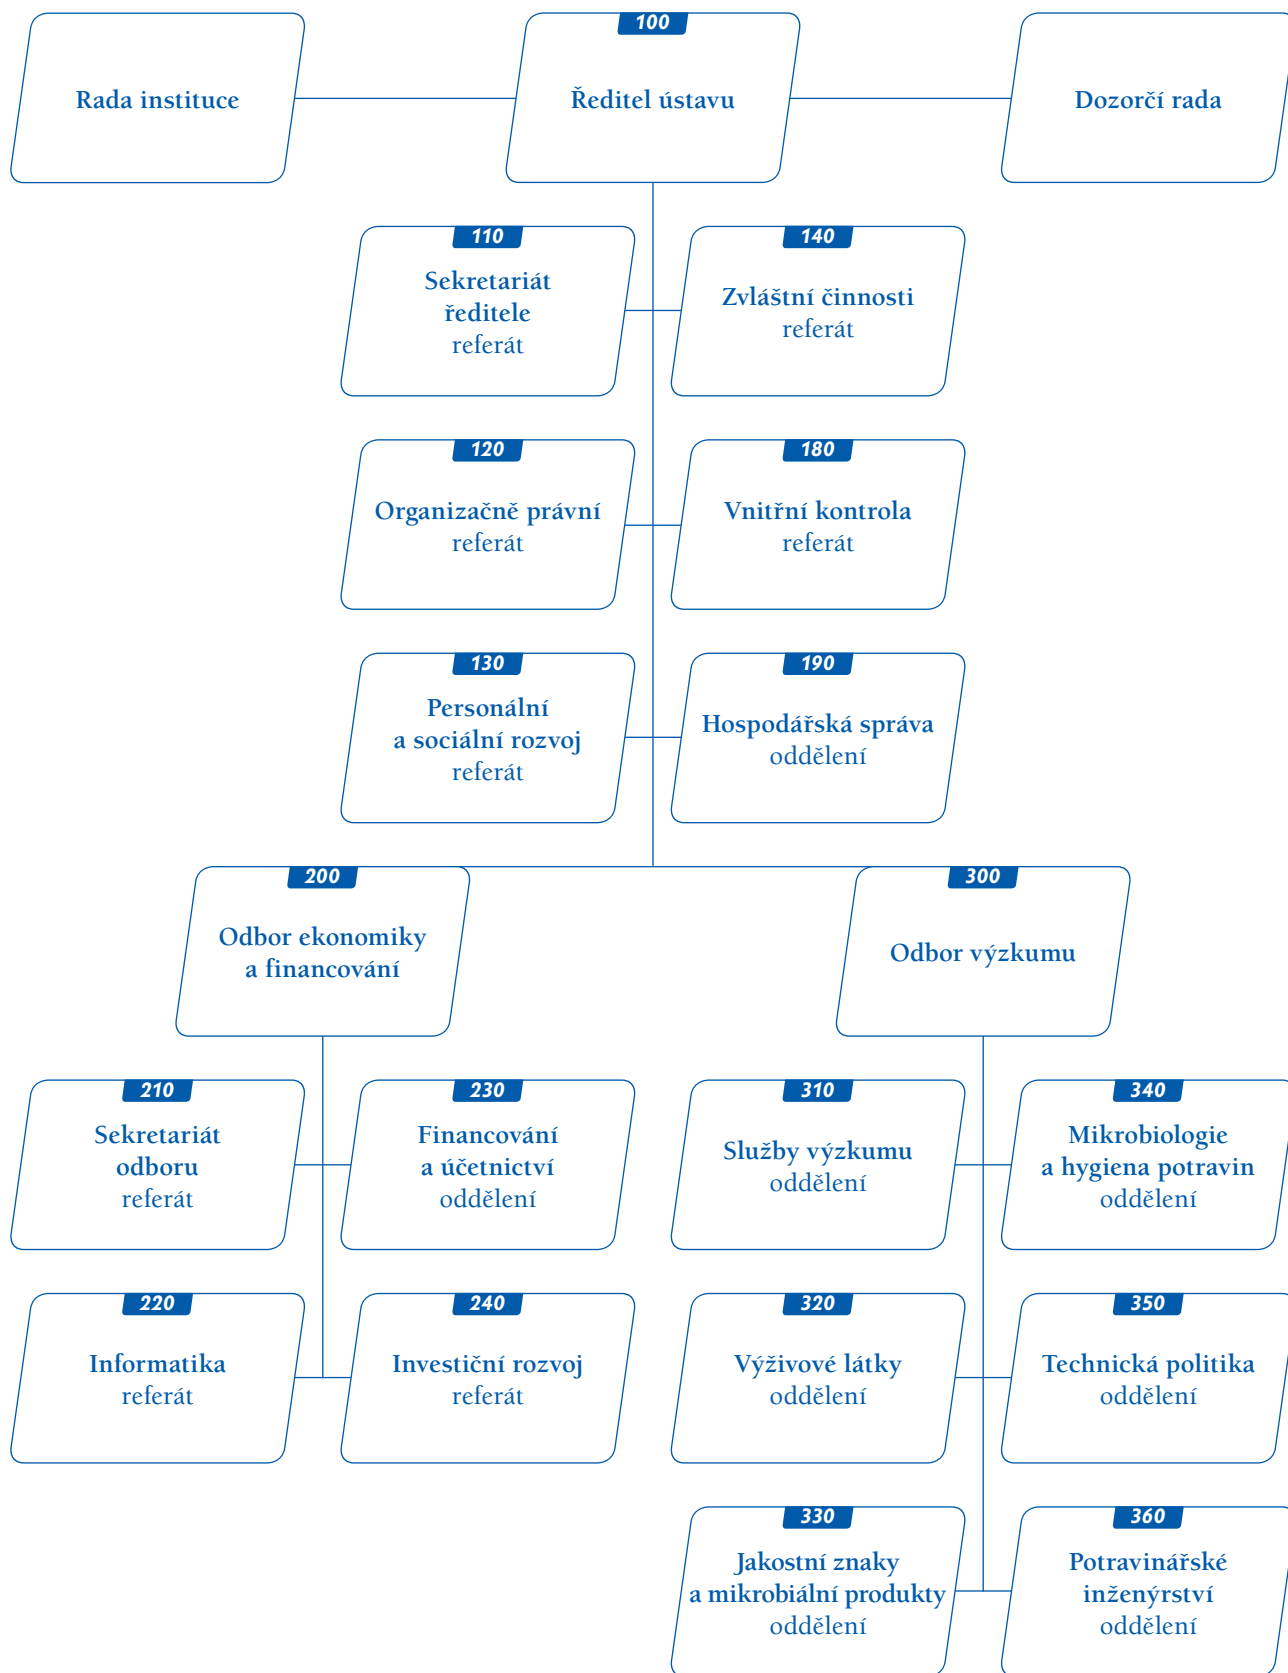 Rada instituce
100
Ředitel ústavu
Dozorčí rada
110
Sekretariát
ředitele
referát
140
Zvláštní činnosti
referát
120
Organizačně právní
referát
180
Vnitřní kontrola
referát
130
Personální
a sociální rozvoj
referát
190
Hospodářská správa
oddělení
200
Odbor ekonomiky
a financování
300
Odbor výzkumu
210
Sekretariát
odboru
referát
230
Financování
a účetnictví
oddělení
310
Služby výzkumu
oddělení
340
Mikrobiologie
a hygiena potravin
oddělení
220
Informatika
referát
240
Investiční rozvoj
referát
320
Výživové látky
oddělení
350
Technická politika
oddělení
330
Jakostní znaky
a mikrobiální produkty
oddělení
360
Potravinářské
inženýrství
oddělení